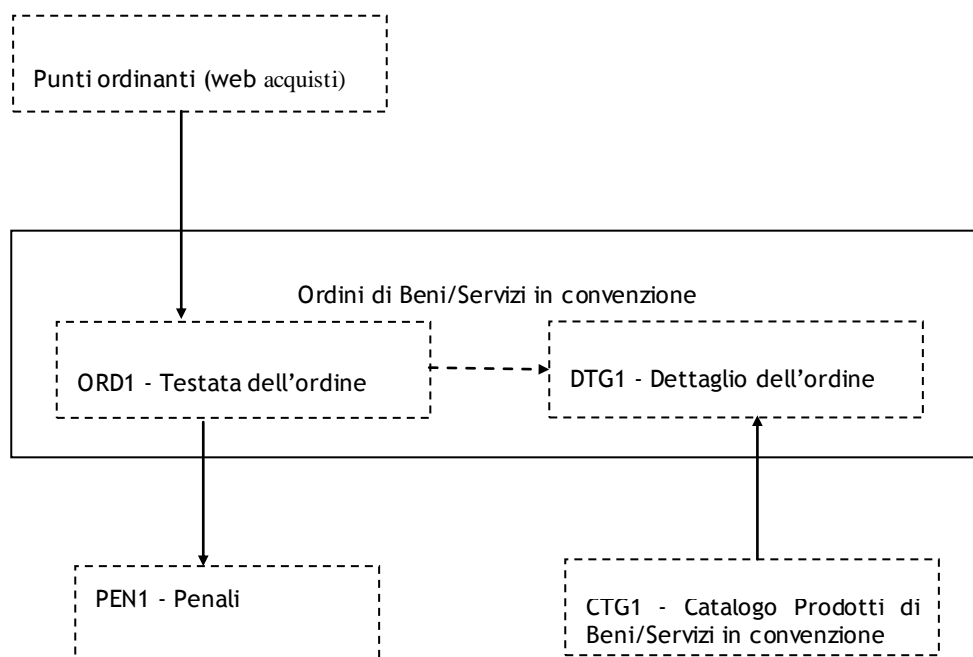 Punti ordinanti (web acquisti)
Ordini di Beni/Servizi in convenzione
ORD1 - Testata dell’ordine
DTG1 - Dettaglio dell’ordine
PEN1 - Penali
CTG1 - Catalogo Prodotti di
Beni/Servizi in convenzione